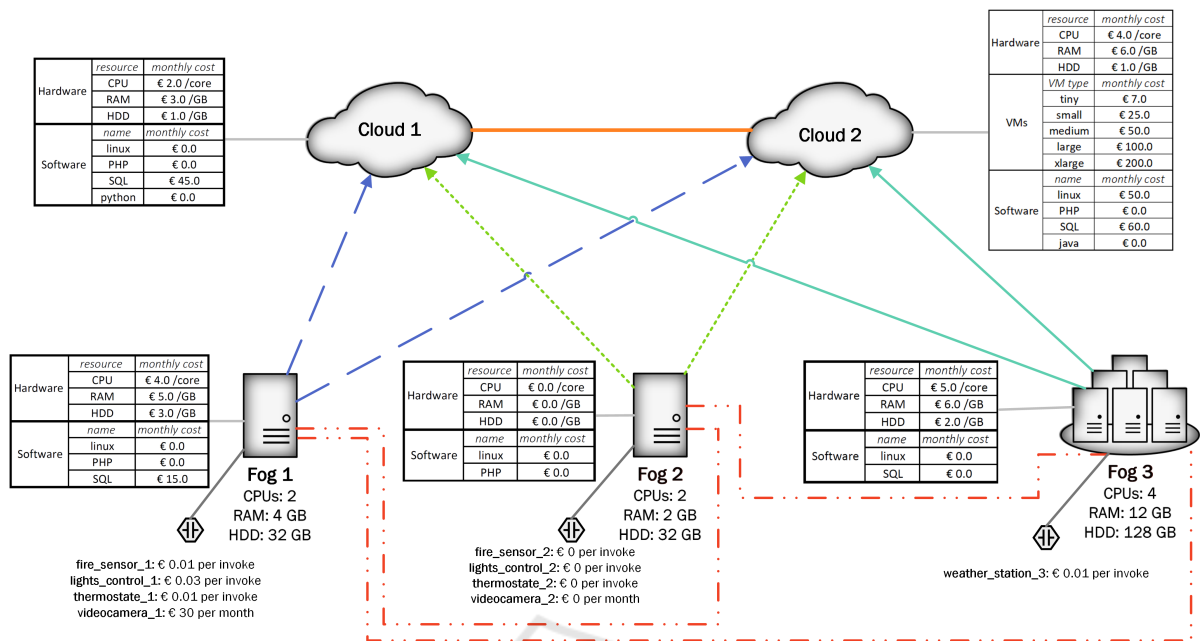 resource monthly cost
Hardware
CPU € 2.0 /core
RAM € 3.0 /GB
HDD € 1.0 /GB
name monthly cost
Software
linux € 0.0
PHP € 0.0
SQL € 45.0
python € 0.0
Cloud 1
Cloud 2
resource monthly cost
Hardware
CPU € 4.0 /core
RAM € 6.0 /GB
HDD € 1.0 /GB
VM type monthly cost
VMs
tiny € 7.0
small € 25.0
medium € 50.0
large € 100.0
xlarge € 200.0
name monthly cost
Software
linux € 50.0
PHP € 0.0
SQL € 60.0
java € 0.0
resource monthly cost
Hardware
CPU € 4.0 /core
RAM € 5.0 /GB
HDD € 3.0 /GB
name monthly cost
Software
linux € 0.0
PHP € 0.0
SQL € 15.0
Fog 1
CPUs: 2
RAM: 4 GB
HDD: 32 GB
fire_sensor_1: € 0.01 per invoke
lights_control_1: € 0.03 per invoke
thermostate_1: € 0.01 per invoke
videocamera_1: € 30 per month
resource monthly cost
Hardware
CPU € 0.0 /core
RAM € 0.0 /GB
HDD € 0.0 /GB
name monthly cost
Software
linux € 0.0
PHP € 0.0
Fog 2
CPUs: 2
RAM: 2 GB
HDD: 32 GB
fire_sensor_2: € 0 per invoke
lights_control_2: € 0 per invoke
thermostate_2: € 0 per invoke
videocamera_2: € 0 per month
resource monthly cost
Hardware
CPU € 5.0 /core
RAM € 6.0 /GB
HDD € 2.0 /GB
name monthly cost
Software
linux € 0.0
SQL € 0.0
Fog 3
CPUs: 4
RAM: 12 GB
HDD: 128 GB
weather_station_3: € 0.01 per invoke